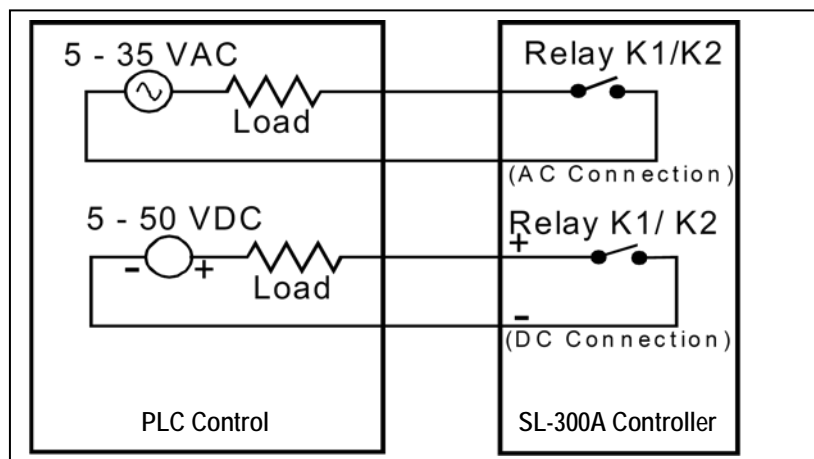 5 - 35 VAC
Relay K1/K2
Load
(AC Connection)
5 - 50 VDC
Relay K1/ K2
+
- +
Load
-
(DC Connection)
PLC Control
SL-300A Controller